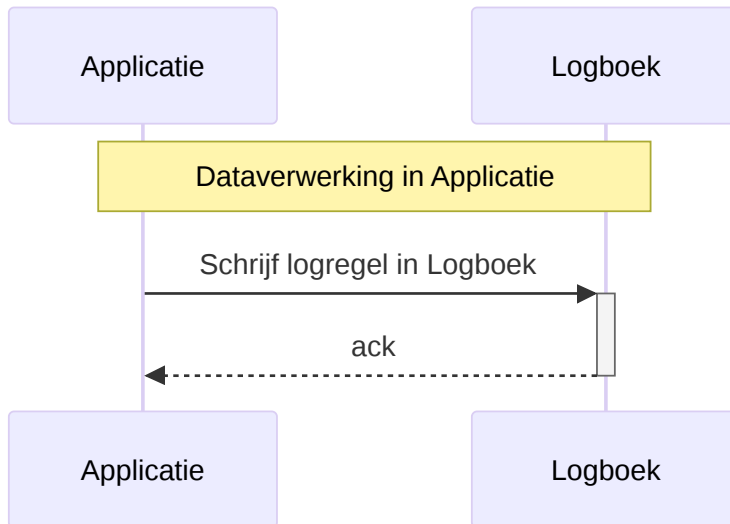 Applicatie
Logboek
Dataverwerking in Applicatie
Schrijf logregel in Logboek
ack
Applicatie
Logboek